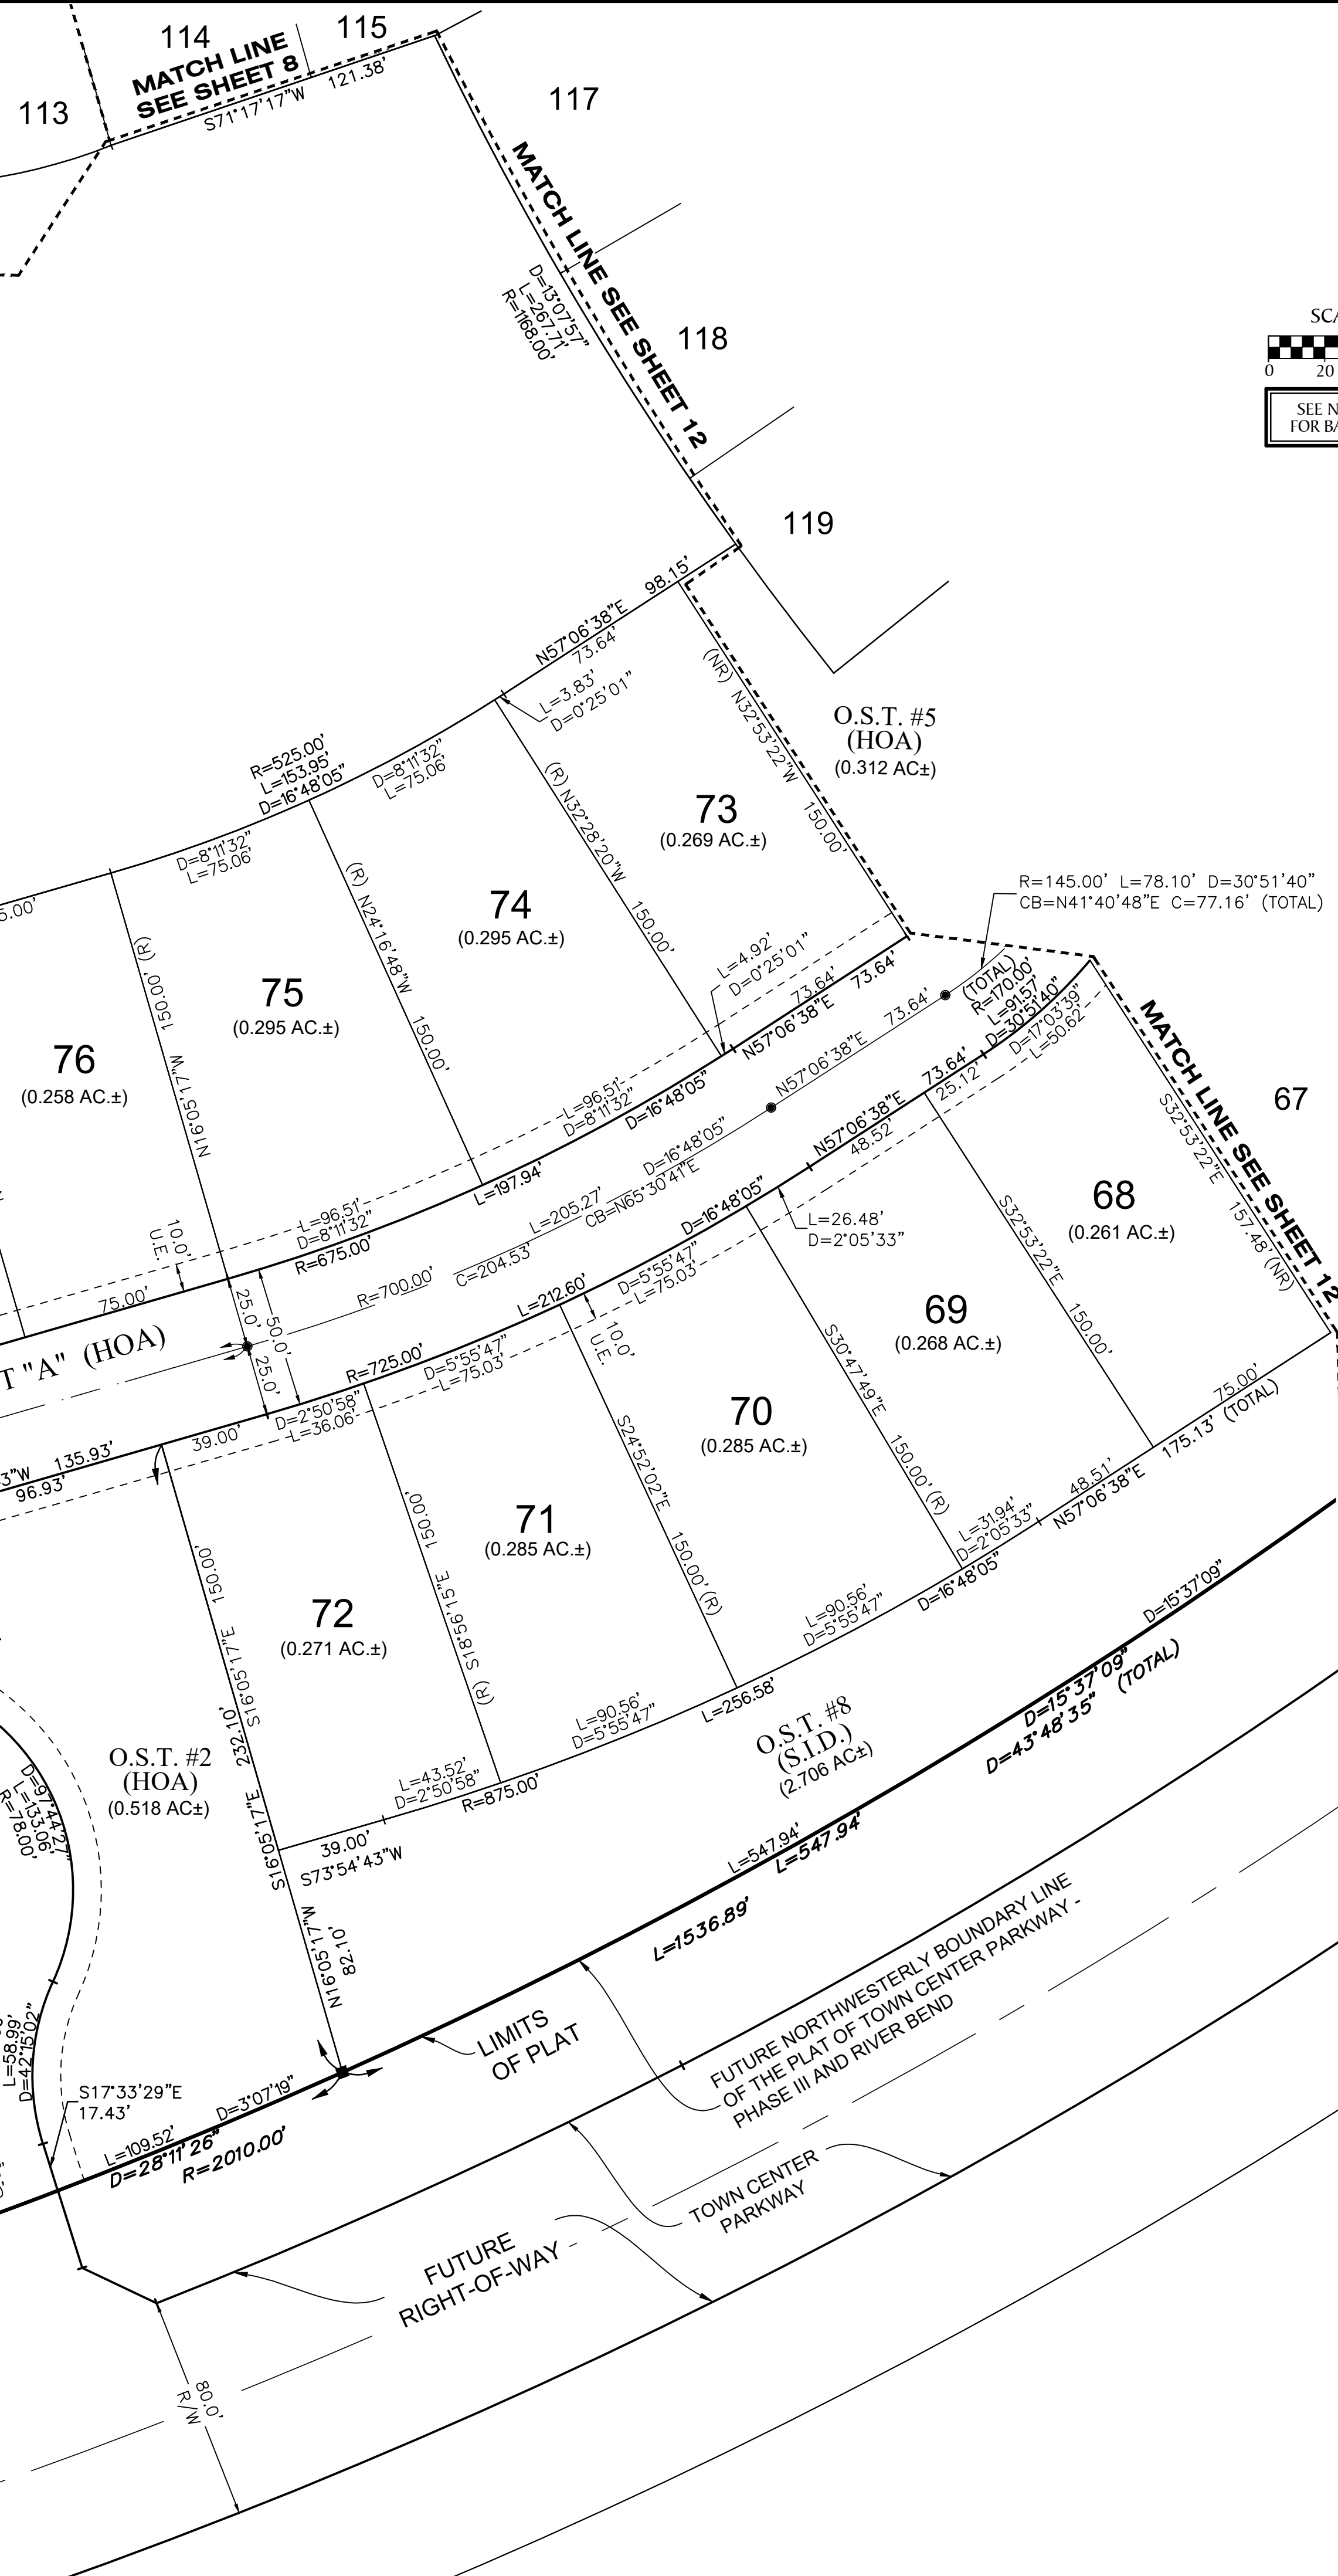 114
115
MATCH LINE
SEE SHEET 8
S71°17'17"W
121.38'
113
117
MATCH LINE SEE SHEET 12
D=13°07'57"
L=267.71'
R=1168.00'
118
119
0
20
N57°06'38"E
98.15'
73.64'
L=3.83'
D=0°25'01"
(NR) N32°53'22"W
150.00'
O.S.T. #5
(HOA)
(0.312 AC±)
R=525.00'
L=153.95'
D=16°48'05"
D=8°11'32"
L=75.06'
(R) N32°28'20"W
150.00'
73
(0.269 AC.±)
D=8°11'32"
L=75.06'
(R) N24°16'48"W
150.00'
74
(0.295 AC.±)
L=4.92'
D=0°25'01"
73.64'
73.64'
N57°06'38"E
R=145.00' L=78.10' D=30°51'40"
CB=N41°40'48"E C=77.16' (TOTAL)
N16°05'17"W 150.00' (R)
75
(0.295 AC.±)
76
(0.258 AC.±)
L=96.51'
D=8°11'32"
D=16°48'05"
N57°06'38"E
73.64'
(TOTAL)
R=170.00'
L=91.57'
D=30°51'40"
D=17°03'39"
L=50.62'
MATCH LINE SEE SHEET 12
67
L=197.94'
L=96.51'
D=8°11'32"
R=675.00'
10.0'
U.E.
75.00'
D=16°48'05"
L=205.27'
CB=N65°30'41"E
C=204.53'
R=700.00'
73.64'
25.12'
N57°06'38"E
48.52'
L=26.48'
D=2°05'33"
D=16°48'05"
S32°53'22"E
150.00'
68
(0.261 AC.±)
S32°53'22"E
157.48' (NR)
25.0'
50.0'
25.0'
T "A" (HOA)
L=212.60'
D=5°55'47"
L=75.03'
10.0'
U.E.
R=725.00'
D=5°55'47"
L=75.03'
D=2°50'58"
L=36.06'
39.00'
135.93'
96.93'
S30°47'49"E
150.00' (R)
69
(0.268 AC.±)
75.00'
175.13' (TOTAL)
48.51'
N57°06'38"E
70
(0.285 AC.±)
S24°52'02"E
150.00' (R)
L=31.94'
D=2°05'33"
D=16°48'05"
71
(0.285 AC.±)
(R) S18°56'15"E 150.00'
L=90.56'
D=5°55'47"
L=256.58'
72
(0.271 AC.±)
S16°05'17"E 150.00'
S16°05'17"E 232.10'
L=90.56'
D=5°55'47"
L=43.52'
D=2°50'58"
R=875.00'
39.00'
S73°54'43"W
O.S.T. #8
(S.I.D.)
(2.706 AC±)
D=15°37'09"
D=15°37'09"
D=43°48'35" (TOTAL)
O.S.T. #2
(HOA)
(0.518 AC±)
D=97°44'27"
L=133.06'
R=78.00'
L=547.94'
L=547.94'
N16°05'17"W
82.10'
L=1536.89'
L=58.99'
D=42°15'02"
S17°33'29"E
17.43'
LIMITS
OF PLAT
FUTURE NORTHWESTERLY BOUNDARY LINE
OF THE PLAT OF TOWN CENTER PARKWAY -
PHASE III AND RIVER BEND
D=3°07'19"
L=109.52'
D=28°11'26"
R=2010.00'
TOWN CENTER
PARKWAY
FUTURE
RIGHT-OF-WAY
80.0'
R/W